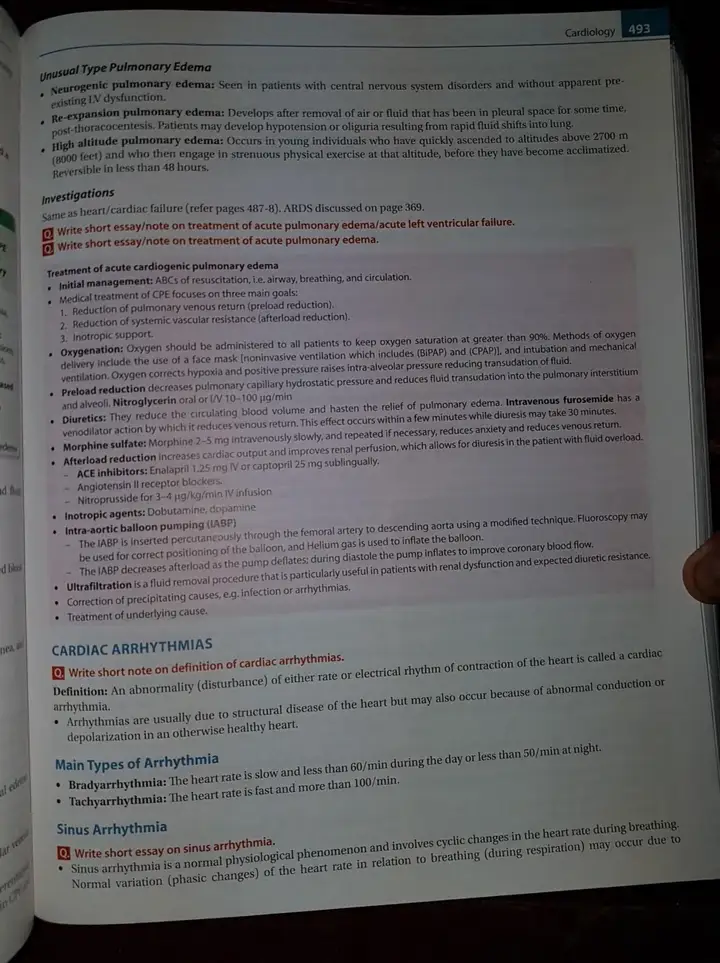 Cardiology 493
Unusual Type Pulmonary Edema
• Neurogenic pulmonary edema: Seen in patients with central nervous system disorders and without apparent pre-
existing LV dysfunction.
• Re-expansion pulmonary edema: Develops after removal of air or fluid that has been in pleural space for some time,
post-thoracocentesis. Patients may develop hypotension or oliguria resulting from rapid fluid shifts into lung.
• High altitude pulmonary edema: Occurs in young individuals who have quickly ascended to altitudes above 2700 m
(8000 feet) and who then engage in strenuous physical exercise at that altitude, before they have become acclimatized.
Reversible in less than 48 hours.
Investigations
Same as heart/cardiac failure (refer pages 487-8). ARDS discussed on page 369.
Q. Write short essay/note on treatment of acute pulmonary edema/acute left ventricular failure.
Q. Write short essay/note on treatment of acute pulmonary edema.
Treatment of acute cardiogenic pulmonary edema
• Initial management: ABCs of resuscitation, i.e. airway, breathing, and circulation.
• Medical treatment of CPE focuses on three main goals:
1. Reduction of pulmonary venous return (preload reduction).
2. Reduction of systemic vascular resistance (afterload reduction).
3. Inotropic support.
• Oxygenation: Oxygen should be administered to all patients to keep oxygen saturation at greater than 90%. Methods of oxygen
delivery include the use of a face mask [noninvasive ventilation which includes (BiPAP) and (CPAP)], and intubation and mechanical
ventilation. Oxygen corrects hypoxia and positive pressure raises intra-alveolar pressure reducing transudation of fluid.
• Preload reduction decreases pulmonary capillary hydrostatic pressure and reduces fluid transudation into the pulmonary interstitium
and alveoli. Nitroglycerin oral or I/V 10–100 µg/min
• Diuretics: They reduce the circulating blood volume and hasten the relief of pulmonary edema. Intravenous furosemide has a
venodilator action by which it reduces venous return. This effect occurs within a few minutes while diuresis may take 30 minutes.
• Morphine sulfate: Morphine 2–5 mg intravenously slowly, and repeated if necessary, reduces anxiety and reduces venous return.
• Afterload reduction increases cardiac output and improves renal perfusion, which allows for diuresis in the patient with fluid overload.
– ACE inhibitors: Enalapril 1.25 mg IV or captopril 25 mg sublingually.
– Angiotensin II receptor blockers.
– Nitroprusside for 3–4 µg/kg/min IV infusion
• Inotropic agents: Dobutamine, dopamine
• Intra-aortic balloon pumping (IABP)
– The IABP is inserted percutaneously through the femoral artery to descending aorta using a modified technique. Fluoroscopy may
be used for correct positioning of the balloon, and Helium gas is used to inflate the balloon.
– The IABP decreases afterload as the pump deflates; during diastole the pump inflates to improve coronary blood flow.
• Ultrafiltration is a fluid removal procedure that is particularly useful in patients with renal dysfunction and expected diuretic resistance.
• Correction of precipitating causes, e.g. infection or arrhythmias.
• Treatment of underlying cause.
CARDIAC ARRHYTHMIAS
Q. Write short note on definition of cardiac arrhythmias.
Definition: An abnormality (disturbance) of either rate or electrical rhythm of contraction of the heart is called a cardiac
arrhythmia.
• Arrhythmias are usually due to structural disease of the heart but may also occur because of abnormal conduction or
depolarization in an otherwise healthy heart.
Main Types of Arrhythmia
• Bradyarrhythmia: The heart rate is slow and less than 60/min during the day or less than 50/min at night.
• Tachyarrhythmia: The heart rate is fast and more than 100/min.
Sinus Arrhythmia
Q. Write short essay on sinus arrhythmia.
• Sinus arrhythmia is a normal physiological phenomenon and involves cyclic changes in the heart rate during breathing.
Normal variation (phasic changes) of the heart rate in relation to breathing (during respiration) may occur due to